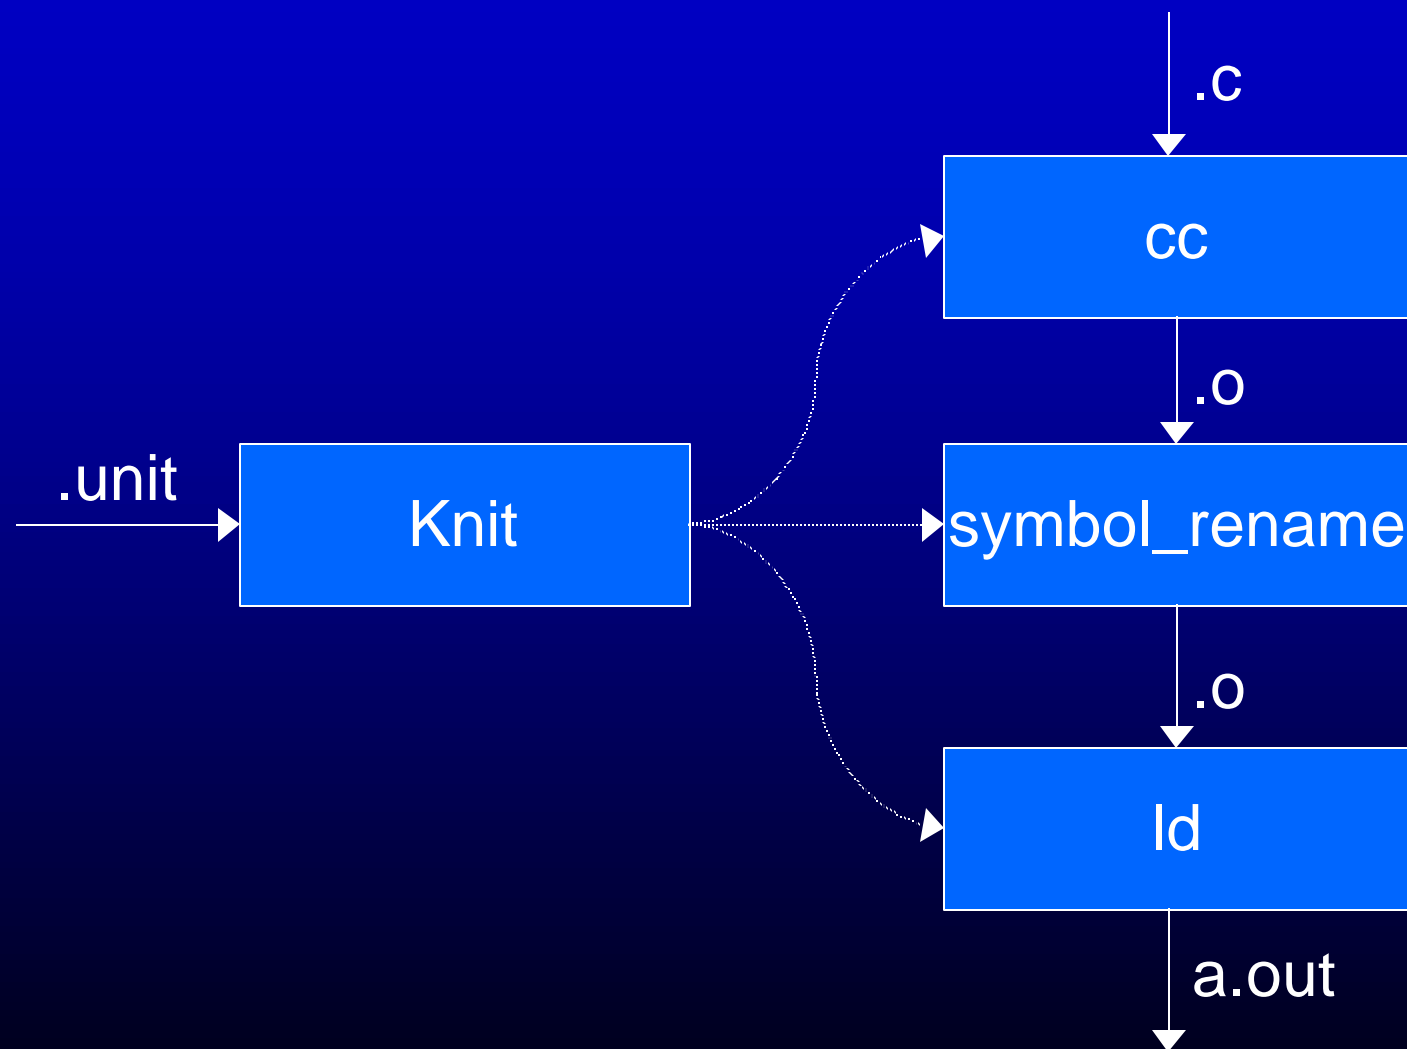 .c
cc
.o
.unit
Knit
symbol_rename
.o
ld
a.out